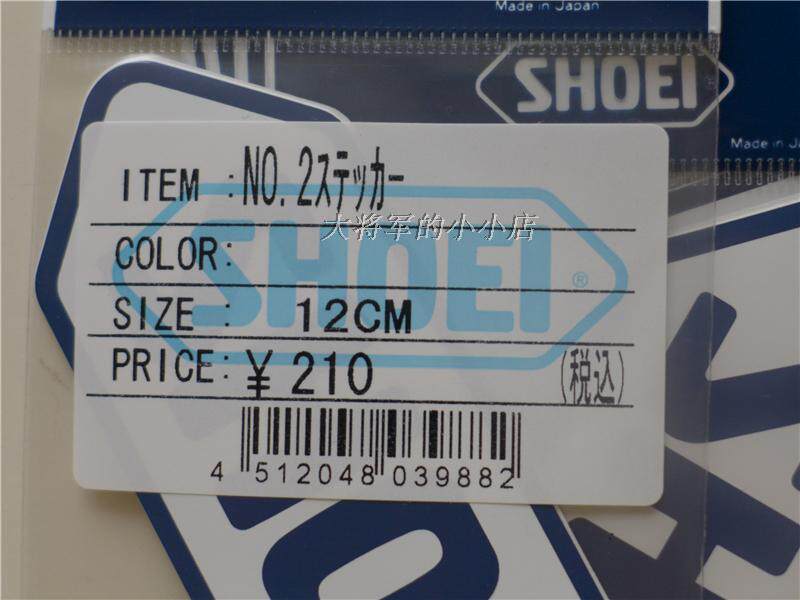 Made in Japan
SHOEI
Made in J
ITEM : NO. 2ステッカー
大将军的小小店
COLOR:
SHOEI®
SIZE : 12CM
PRICE: ¥ 210 (税込)
4 512048 039882